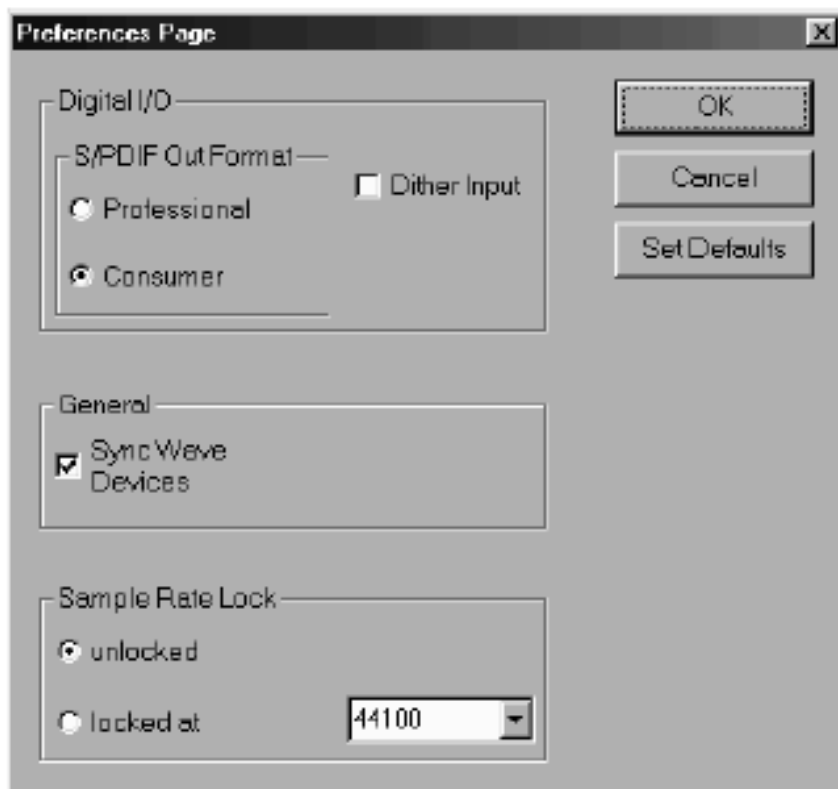 Preferences Page
Digital I/O
S/PDIF Out Format
Professional
Consumer
Dither Input
OK
Cancel
Set Defaults
General
Sync Wave
Devices
Sample Rate Lock
unlocked
locked at
44100